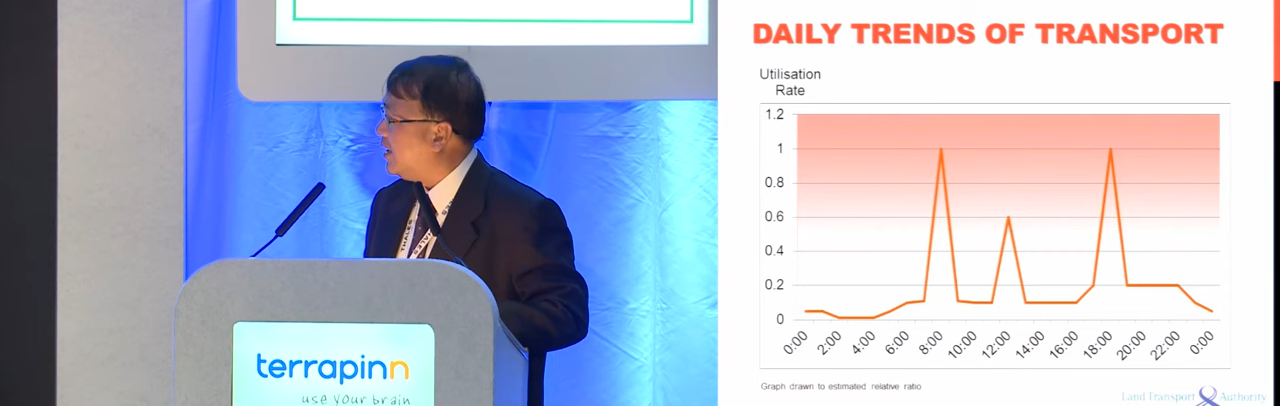 terrapinn
use your brain
THALES
DAILY TRENDS OF TRANSPORT
Utilisation
Rate
1.2
1
0.8
0.6
0.4
0.2
0
0:00 2:00 4:00 6:00 8:00 10:00 12:00 14:00 16:00 18:00 20:00 22:00 0:00
Graph drawn to estimated relative ratio
Land Transport Authority